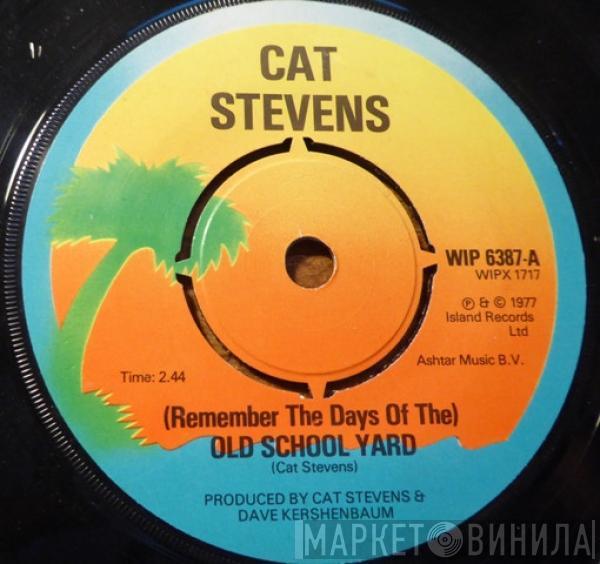 CAT
STEVENS
WIP 6387-A
WIPX 1717
℗ & © 1977
Island Records
Ltd
Ashtar Music B.V.
Time: 2.44
(Remember The Days Of The)
OLD SCHOOL YARD
(Cat Stevens)
PRODUCED BY CAT STEVENS &
DAVE KERSHENBAUM
МАРКЕТ ВИНИЛА